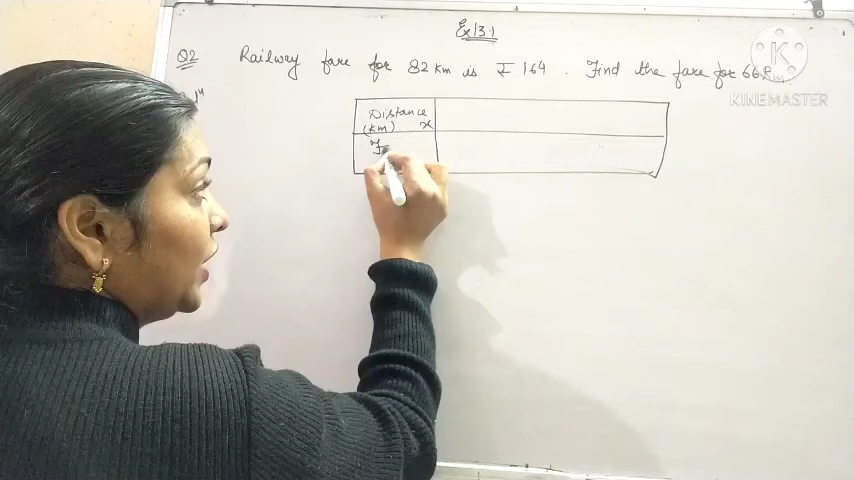 Ex 13.1
Q2 Railway fare for 82 km is ₹ 164 . Find the fare for 66 km
Distance
(km) x
KINEMASTER